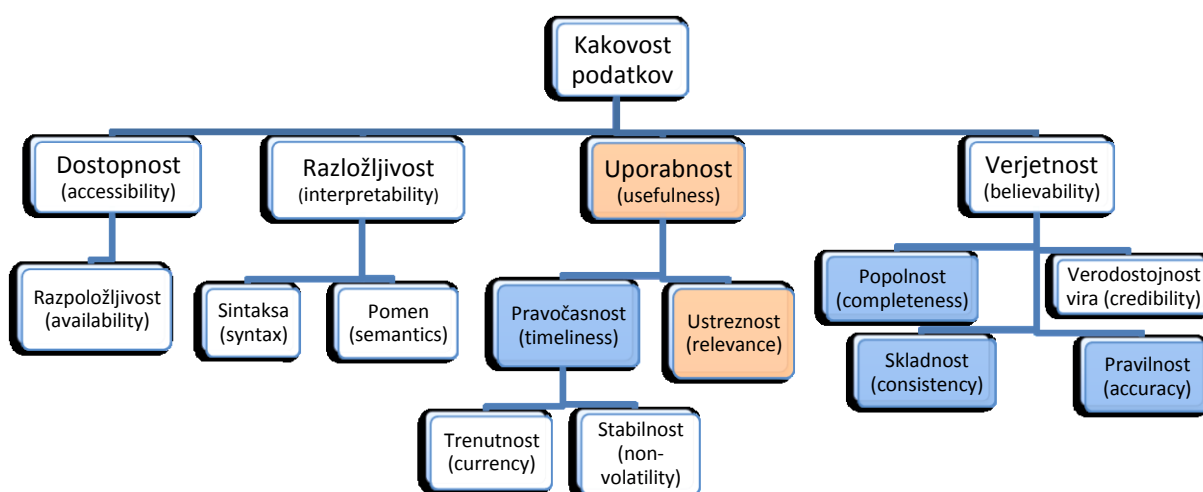 Kakovost
podatkov
Dostopnost
(accessibility)
Razložljivost
(interpretability)
Uporabnost
(usefulness)
Verjetnost
(believability)
Razpoložljivost
(availability)
Sintaksa
(syntax)
Pomen
(semantics)
Pravočasnost
(timeliness)
Ustreznost
(relevance)
Popolnost
(completeness)
Verodostojnost
vira (credibility)
Skladnost
(consistency)
Pravilnost
(accuracy)
Trenutnost
(currency)
Stabilnost
(non-
volatility)